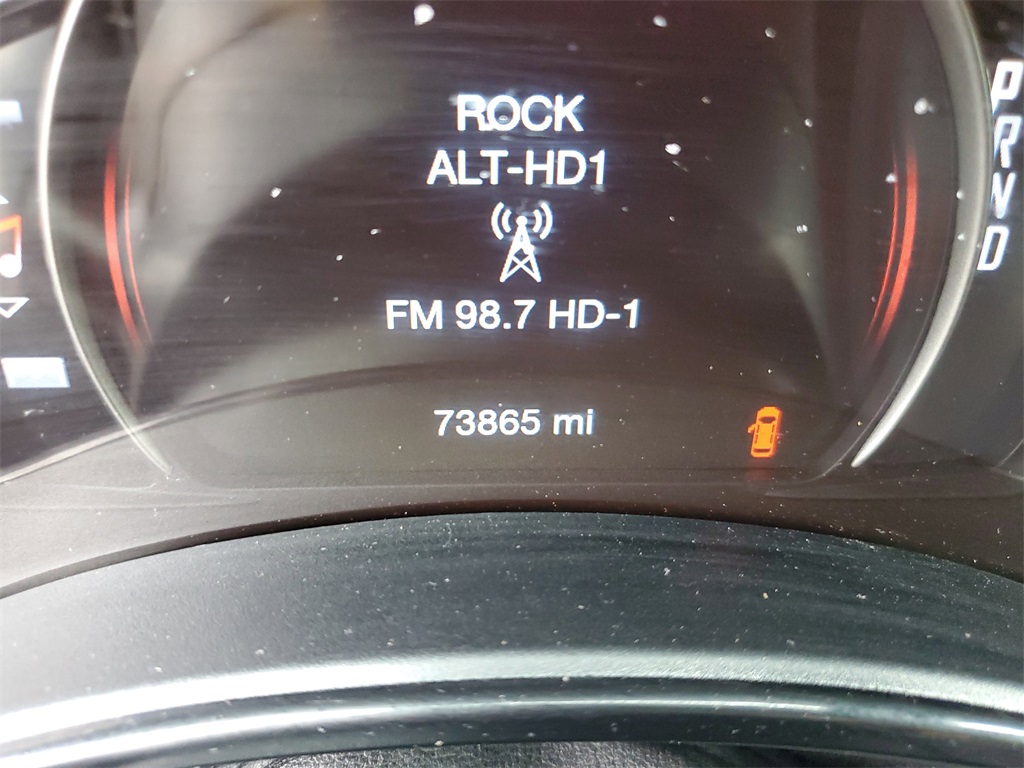 ROCK
ALT-HD1
FM 98.7 HD-1
73865 mi
P
R
N
D